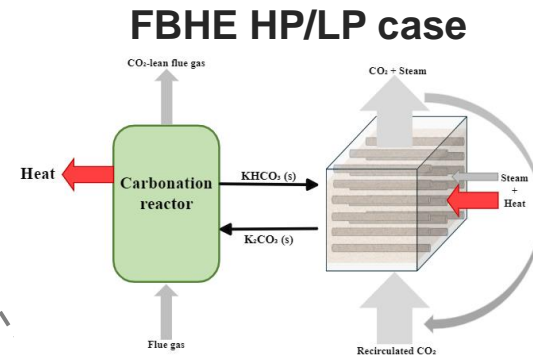 FBHE HP/LP case
CO₂-lean flue gas
CO₂ + Steam
Heat
Carbonation
reactor
KHCO₃ (s)
K₂CO₃ (s)
Steam
+
Heat
Flue gas
Recirculated CO₂